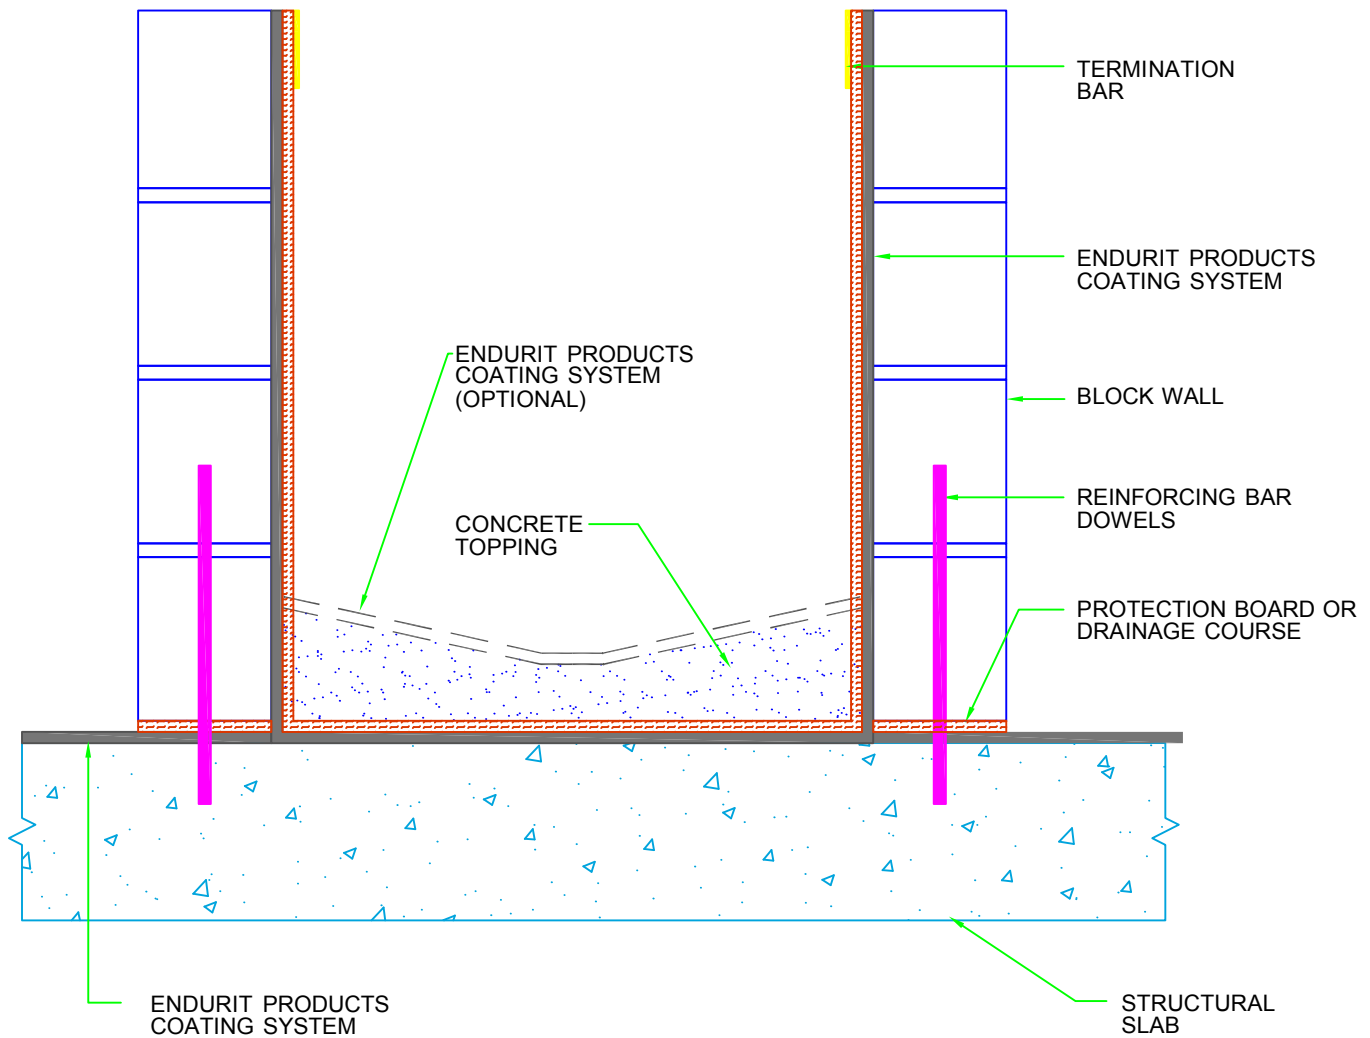 TERMINATION
BAR
ENDURIT PRODUCTS
COATING SYSTEM
ENDURIT PRODUCTS
COATING SYSTEM
(OPTIONAL)
BLOCK WALL
REINFORCING BAR
DOWELS
CONCRETE
TOPPING
PROTECTION BOARD OR
DRAINAGE COURSE
ENDURIT PRODUCTS
COATING SYSTEM
STRUCTURAL
SLAB